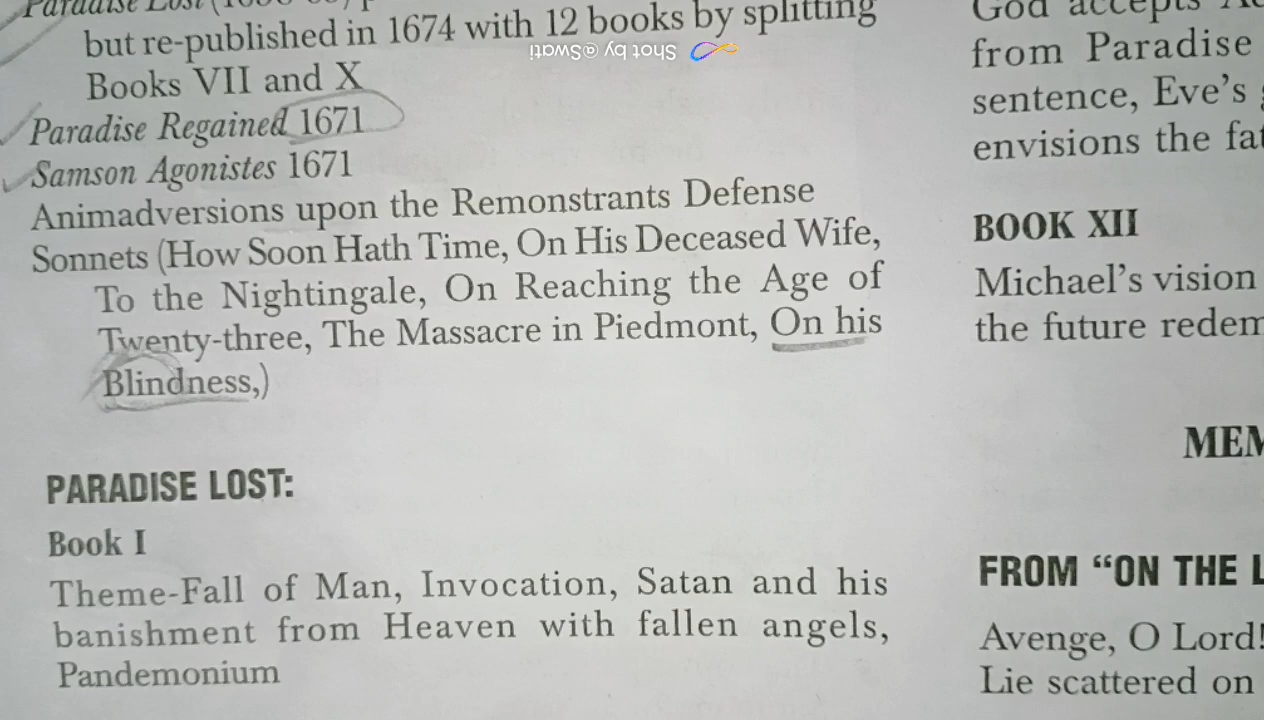 Paradise Lost
but re-published in 1674 with 12 books by splitting
Books VII and X
Paradise Regained 1671
Samson Agonistes 1671
Animadversions upon the Remonstrants Defense
Sonnets (How Soon Hath Time, On His Deceased Wife,
To the Nightingale, On Reaching the Age of
Twenty-three, The Massacre in Piedmont, On his
Blindness,)
PARADISE LOST:
Book I
Theme-Fall of Man, Invocation, Satan and his
banishment from Heaven with fallen angels,
Pandemonium
God accepts
from Paradise
sentence, Eve's
envisions the
BOOK XII
Michael's vision
the future
FROM "ON THE
Avenge, O Lord!
Lie scattered on
Shot by @Swati